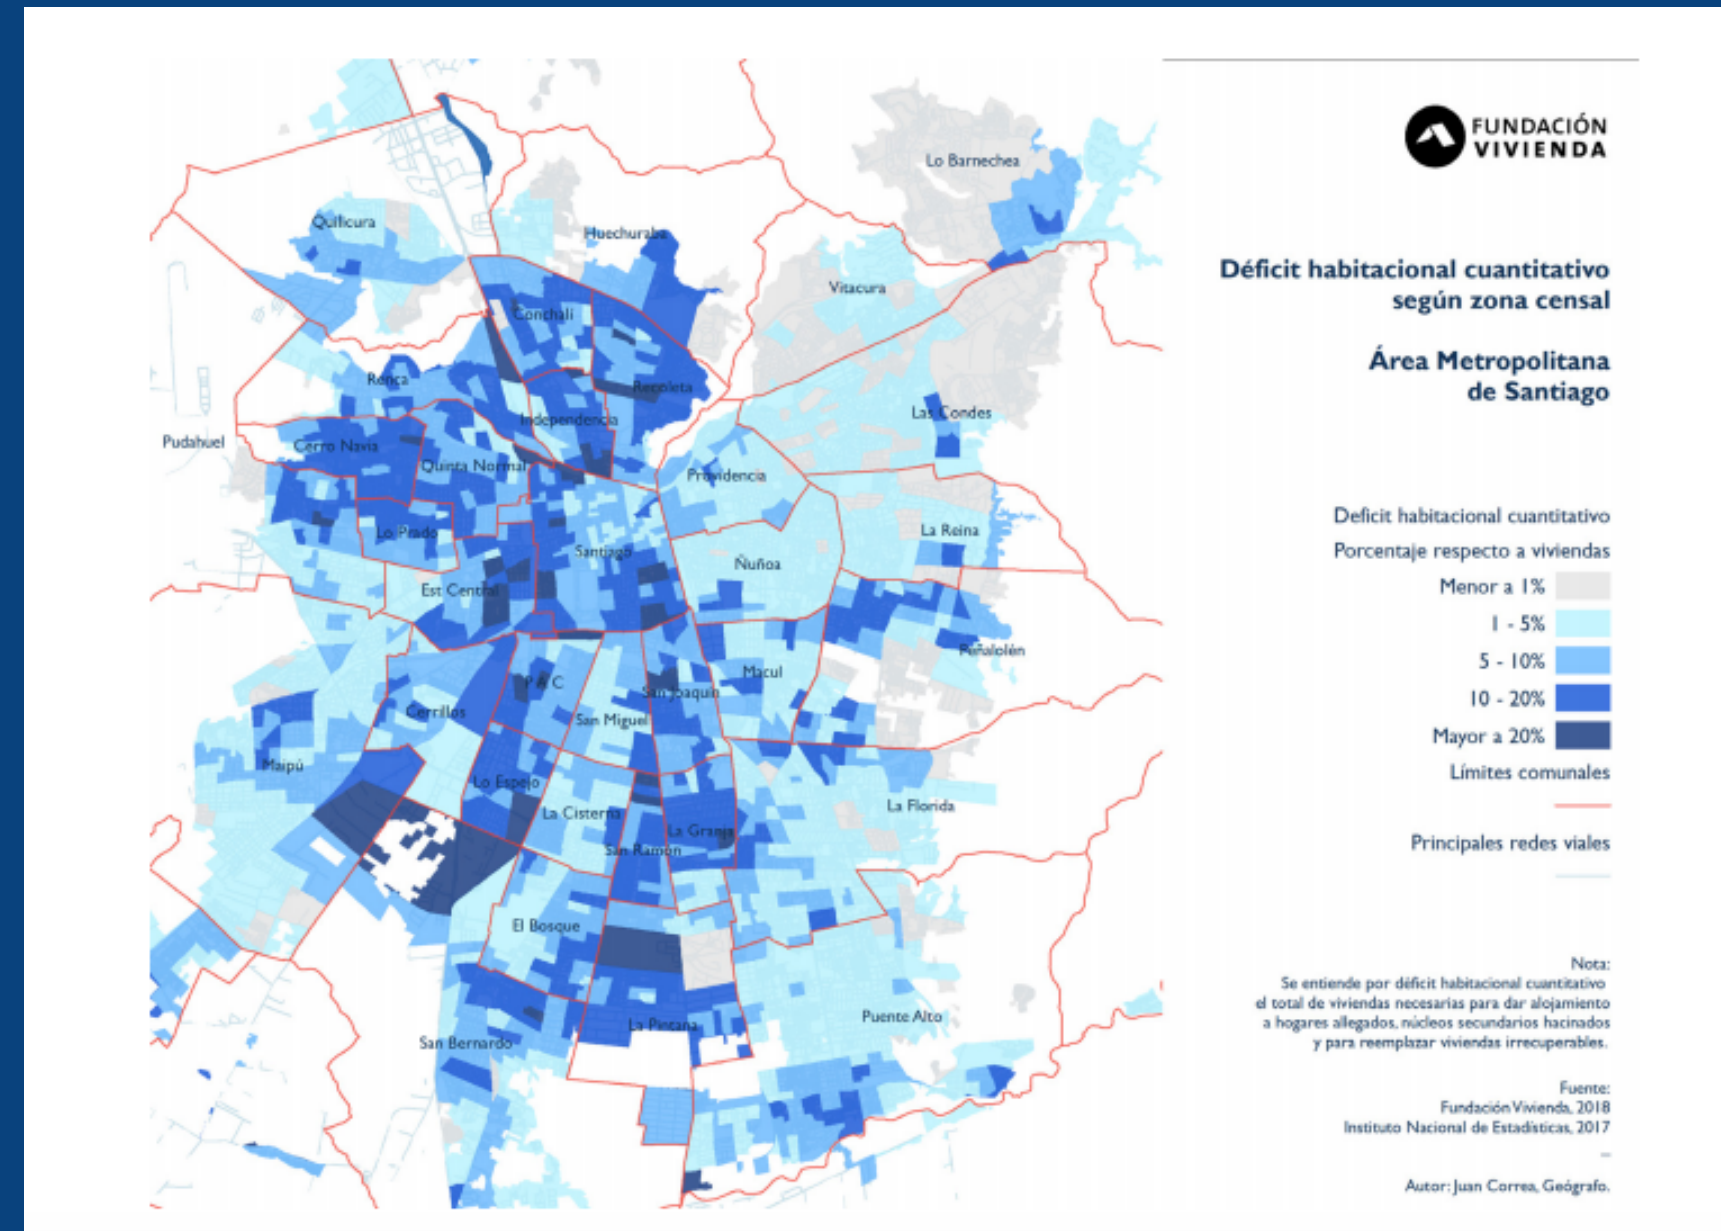 FUNDACIÓN
VIVIENDA
Déficit habitacional cuantitativo
según zona censal
Área Metropolitana
de Santiago
Deficit habitacional cuantitativo
Porcentaje respecto a viviendas
Menor a 1%
1 - 5%
5 - 10%
10 - 20%
Mayor a 20%
Límites comunales
Principales redes viales
Nota:
Se entiende por déficit habitacional cuantitativo
el total de viviendas necesarias para dar alojamiento
a hogares allegados, núcleos secundarios hacinados
y para reemplazar viviendas irrecuperables.
Fuente:
Fundación Vivienda, 2018
Instituto Nacional de Estadísticas, 2017
Autor: Juan Correa, Geógrafo.
Lo Barnechea
Quilicura
Huechuraba
Vitacura
Conchalí
Renca
Recoleta
Las Condes
Independencia
Pudahuel
Cerro Navia
Quinta Normal
Providencia
Lo Prado
La Reina
Santiago
Ñuñoa
Est Central
Peñalolén
Macul
P A C
San Joaquín
Cerrillos
San Miguel
Maipú
Lo Espejo
La Cisterna
La Florida
La Granja
San Ramón
El Bosque
Puente Alto
La Pintana
San Bernardo